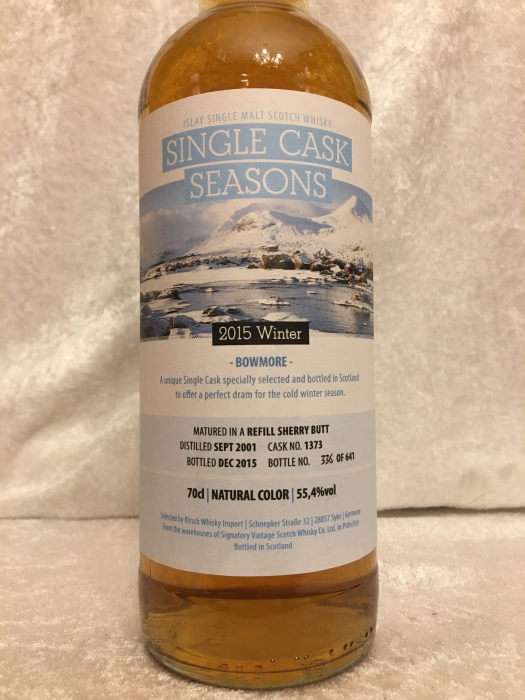 ISLAY SINGLE MALT SCOTCH WHISKY
SINGLE CASK
SEASONS
2015 Winter
- BOWMORE -
A unique Single Cask specially selected and bottled in Scotland
to offer a perfect dram for the cold winter season.
MATURED IN A REFILL SHERRY BUTT
DISTILLED SEPT 2001 CASK NO. 1373
BOTTLED DEC 2015 BOTTLE NO. 336 OF 641
70cl | NATURAL COLOR | 55,4%vol
Selected by Kirsch Whisky Import | Schnepker Straße 32 | 28857 Syke | Germany
From the warehouses of Signatory Vintage Scotch Whisky Co. Ltd. in Pitlochry
Bottled in Scotland